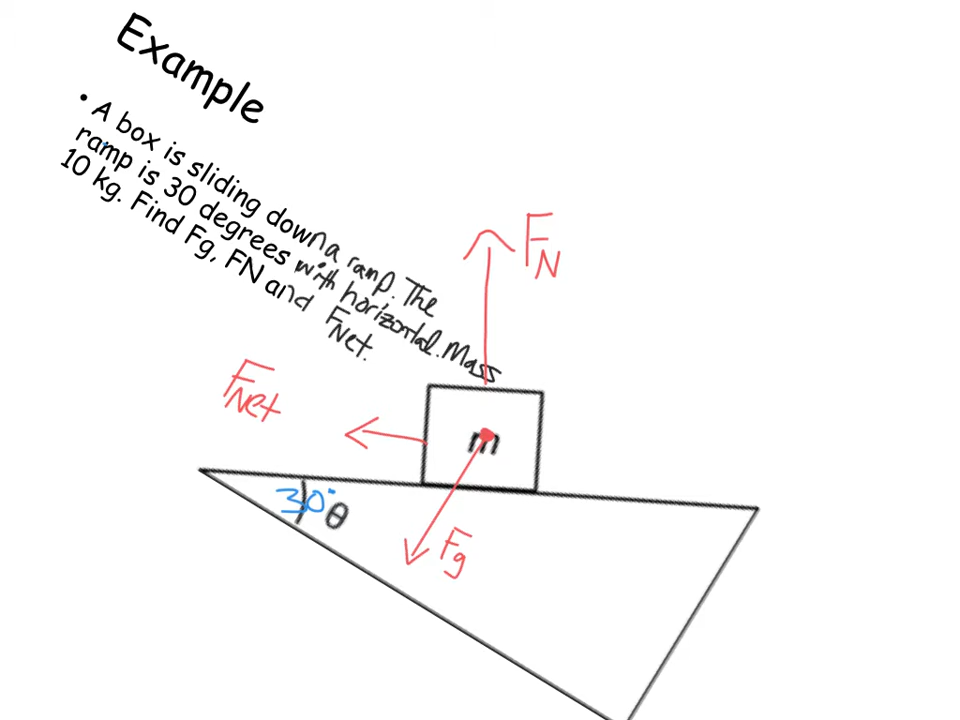 Example
• A box is sliding down a ramp. The
ramp is 30 degrees with horizontal. Mass
10 kg. Find Fg, FN and FNet.
FN
FNet
m
30° θ
Fg